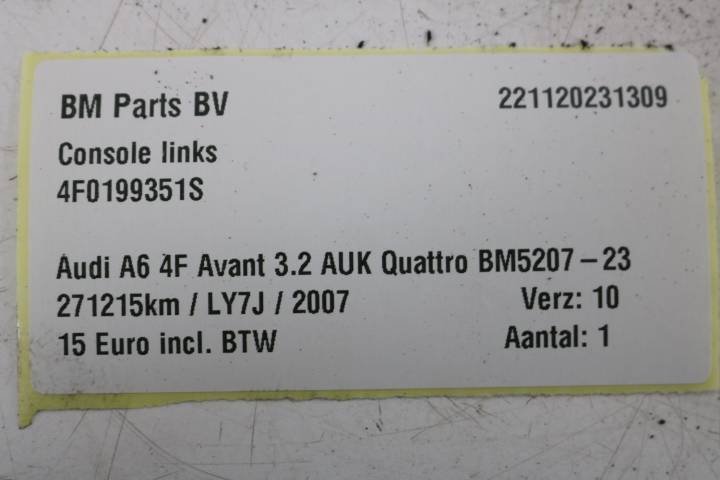 BM Parts BV 221120231309
Console links
4F0199351S
Audi A6 4F Avant 3.2 AUK Quattro BM5207-23
271215km / LY7J / 2007 Verz: 10
15 Euro incl. BTW Aantal: 1